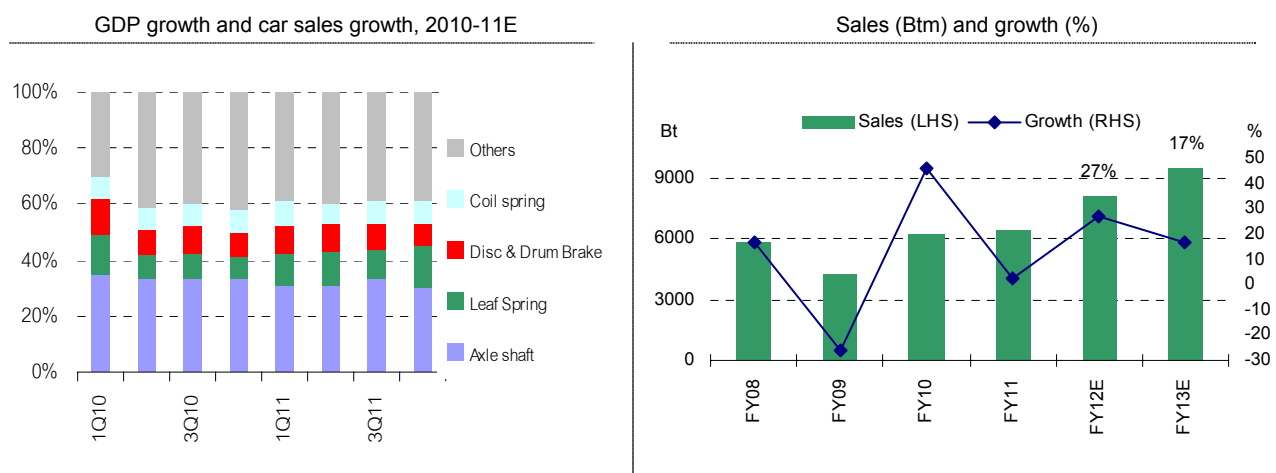 GDP growth and car sales growth, 2010-11E
100%
80%
60%
40%
20%
0%
1Q10
3Q10
1Q11
3Q11
Others
Coil spring
Disc & Drum Brake
Leaf Spring
Axle shaft
Sales (Btm) and growth (%)
Bt
Sales (LHS)
Growth (RHS)
%
9000
6000
3000
0
27%
17%
50
40
30
20
10
0
-10
-20
-30
FY08
FY09
FY10
FY11
FY12E
FY13E